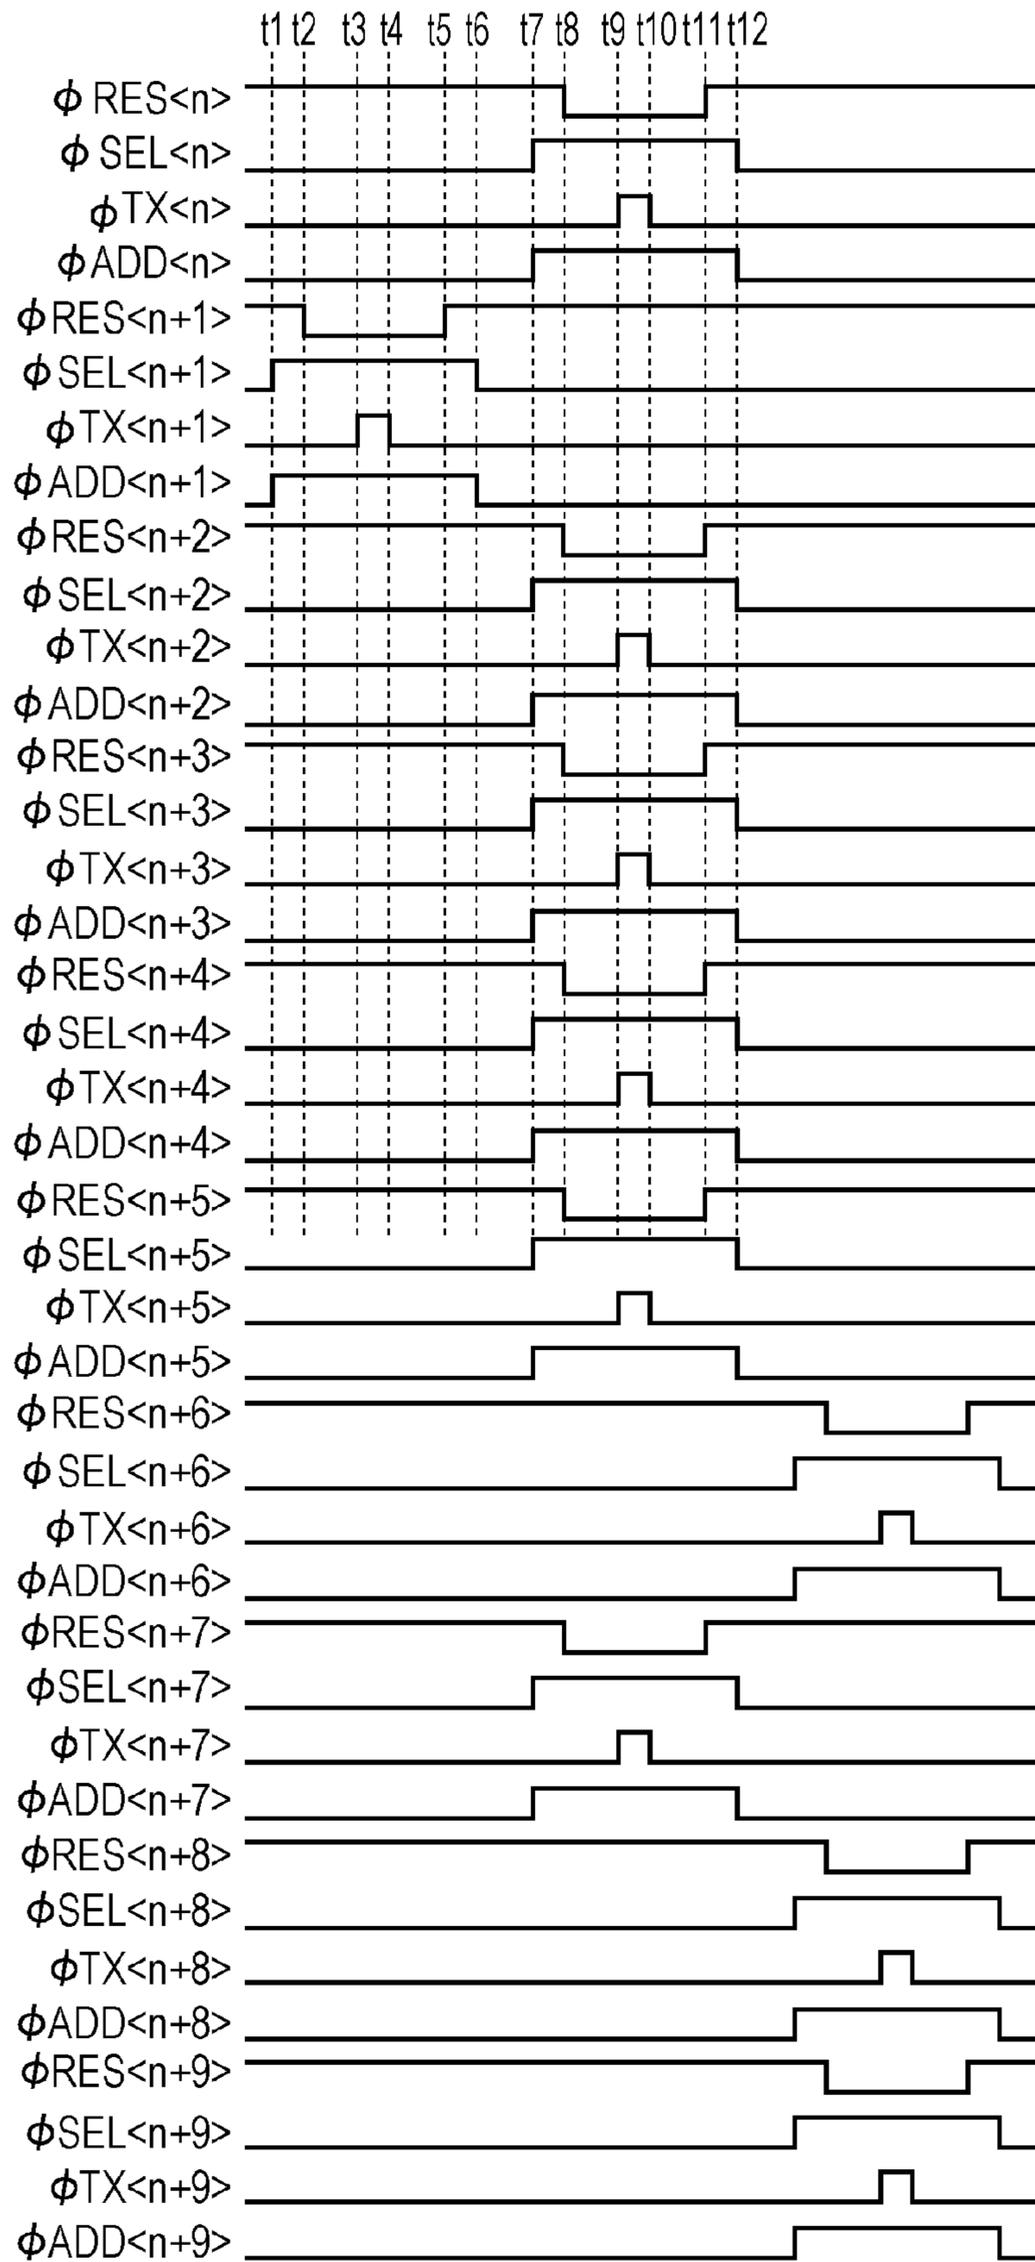 t1 t2 t3 t4 t5 t6 t7 t8 t9 t10 t11 t12
ϕ RES<n>
ϕ SEL<n>
ϕTX<n>
ϕADD<n>
ϕRES<n+1>
ϕSEL<n+1>
ϕTX<n+1>
ϕADD<n+1>
ϕRES<n+2>
ϕSEL<n+2>
ϕTX<n+2>
ϕADD<n+2>
ϕRES<n+3>
ϕSEL<n+3>
ϕTX<n+3>
ϕADD<n+3>
ϕRES<n+4>
ϕSEL<n+4>
ϕTX<n+4>
ϕADD<n+4>
ϕRES<n+5>
ϕSEL<n+5>
ϕTX<n+5>
ϕADD<n+5>
ϕRES<n+6>
ϕSEL<n+6>
ϕTX<n+6>
ϕADD<n+6>
ϕRES<n+7>
ϕSEL<n+7>
ϕTX<n+7>
ϕADD<n+7>
ϕRES<n+8>
ϕSEL<n+8>
ϕTX<n+8>
ϕADD<n+8>
ϕRES<n+9>
ϕSEL<n+9>
ϕTX<n+9>
ϕADD<n+9>